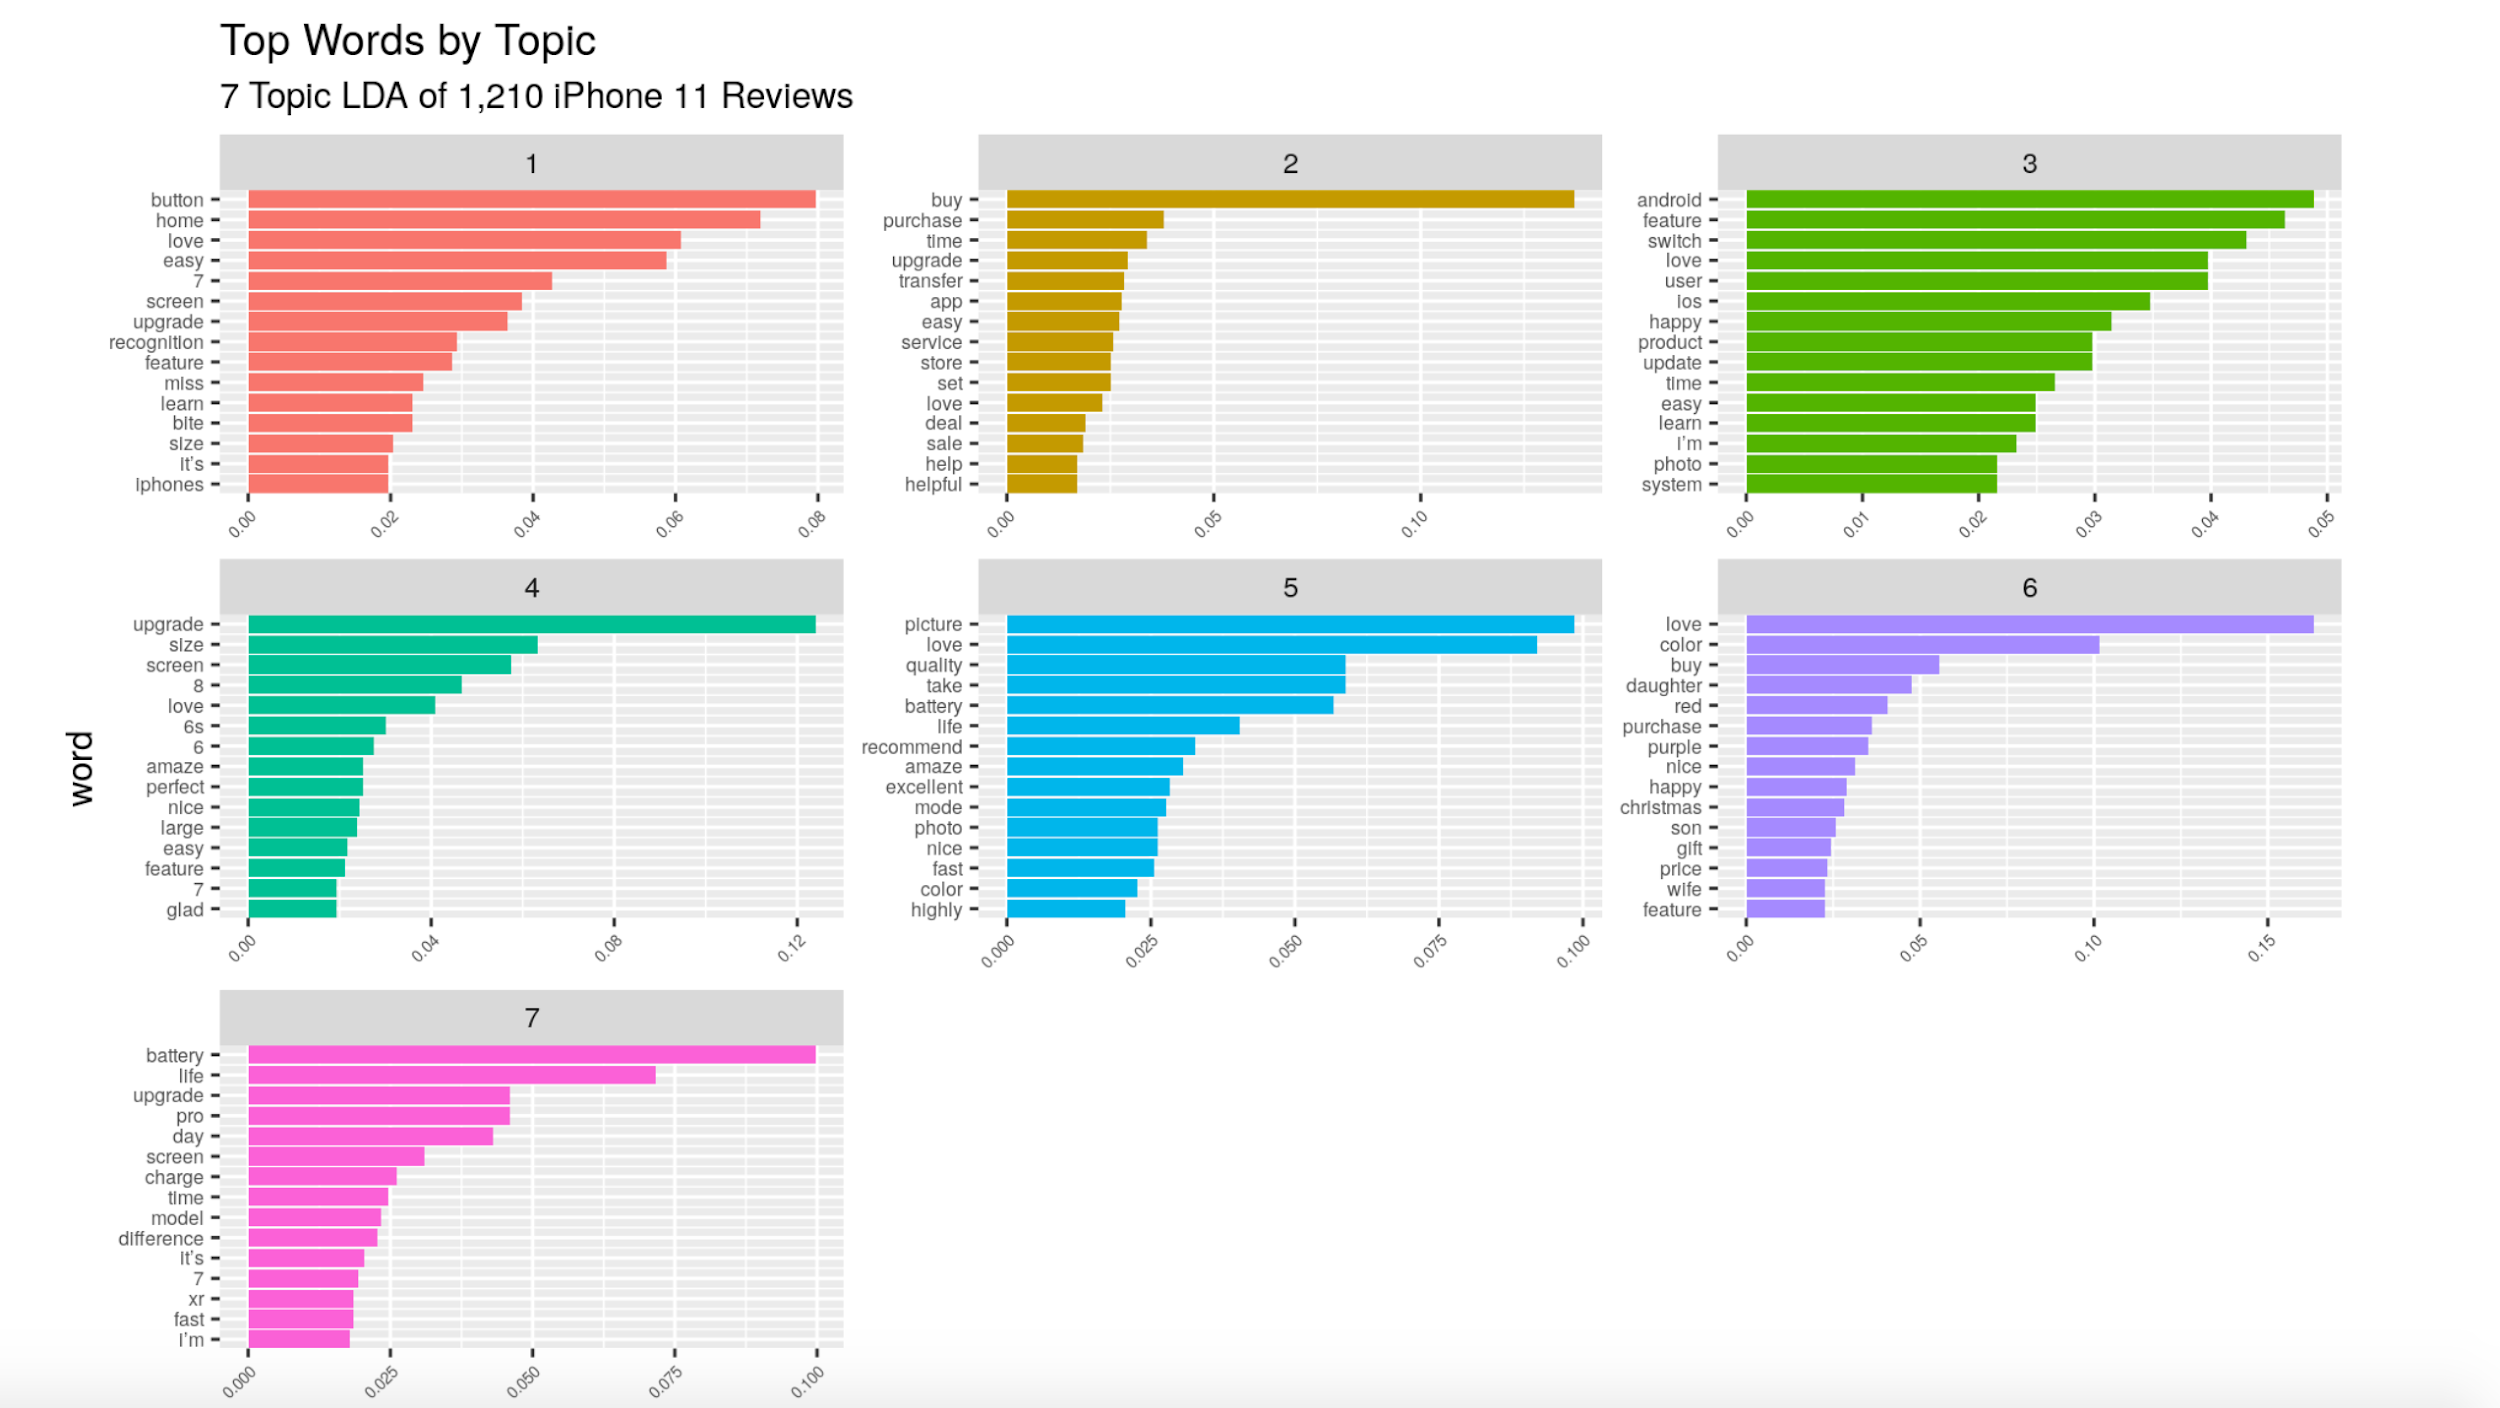 Top Words by Topic
7 Topic LDA of 1,210 iPhone 11 Reviews
word
1
button
home
love
easy
7
screen
upgrade
recognition
feature
miss
learn
bite
size
it's
iphones
0.00 0.02 0.04 0.06 0.08
2
buy
purchase
time
upgrade
transfer
app
easy
service
store
set
love
deal
sale
help
helpful
0.00 0.05 0.10
3
android
feature
switch
love
user
ios
happy
product
update
time
easy
learn
i'm
photo
system
0.00 0.01 0.02 0.03 0.04 0.05
4
upgrade
size
screen
8
love
6s
6
amaze
perfect
nice
large
easy
feature
7
glad
0.00 0.04 0.08 0.12
5
picture
love
quality
take
battery
life
recommend
amaze
excellent
mode
photo
nice
fast
color
highly
0.000 0.025 0.050 0.075 0.100
6
love
color
buy
daughter
red
purchase
purple
nice
happy
christmas
son
gift
price
wife
feature
0.00 0.05 0.10 0.15
7
battery
life
upgrade
pro
day
screen
charge
time
model
difference
it's
7
xr
fast
i'm
0.000 0.025 0.050 0.075 0.100